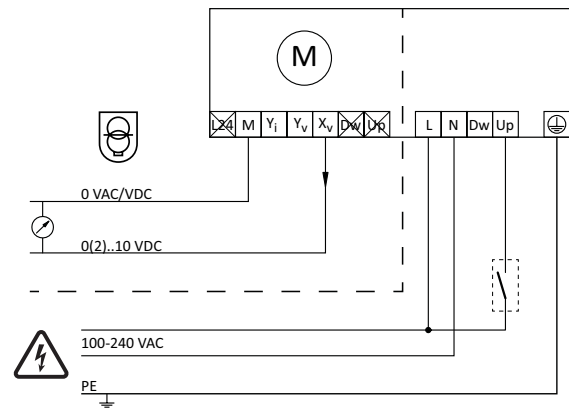 M
L24 M Yi Yv Xv Dw Up L N Dw Up
0 VAC/VDC
0(2)..10 VDC
100-240 VAC
PE